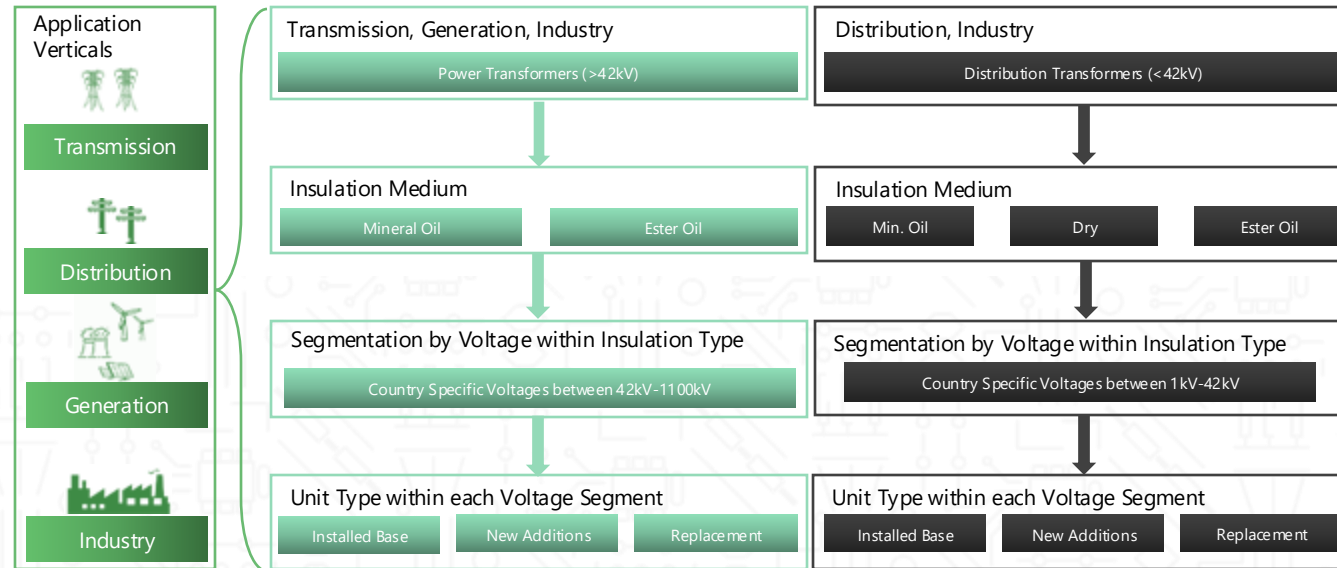 Application
Verticals
Transmission
Distribution
Generation
Industry
Transmission, Generation, Industry
Power Transformers (>42kV)
Insulation Medium
Mineral Oil
Ester Oil
Segmentation by Voltage within Insulation Type
Country Specific Voltages between 42kV-1100kV
Unit Type within each Voltage Segment
Installed Base
New Additions
Replacement
Distribution, Industry
Distribution Transformers (<42kV)
Insulation Medium
Min. Oil
Dry
Ester Oil
Segmentation by Voltage within Insulation Type
Country Specific Voltages between 1kV-42kV
Unit Type within each Voltage Segment
Installed Base
New Additions
Replacement